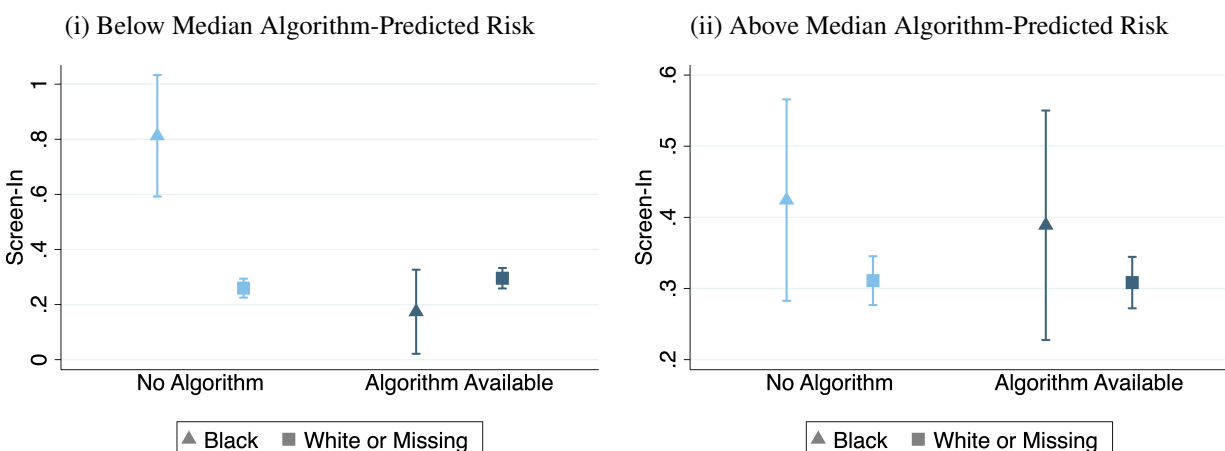 (i) Below Median Algorithm-Predicted Risk
Screen-In
1
.8
.6
.4
.2
0
No Algorithm
Algorithm Available
Black
White or Missing
(ii) Above Median Algorithm-Predicted Risk
Screen-In
.6
.5
.4
.3
.2
No Algorithm
Algorithm Available
Black
White or Missing